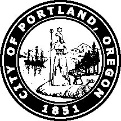 CITY OF PORTLAND, OREGON
1851